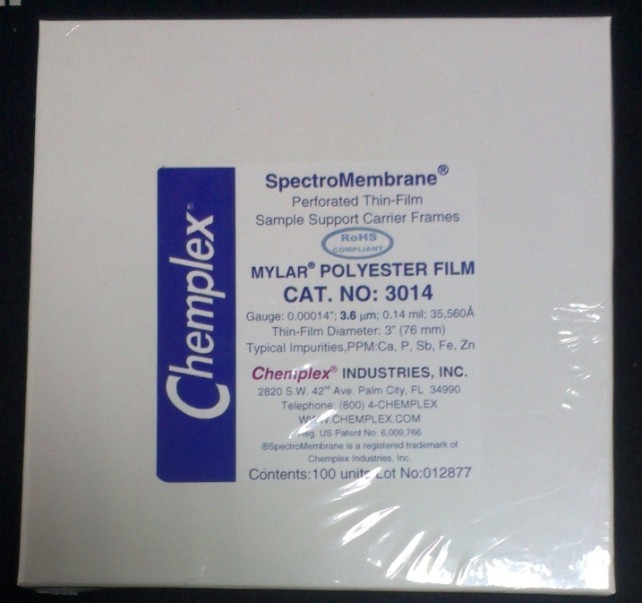 Chemplex®
SpectroMembrane®
Perforated Thin-Film
Sample Support Carrier Frames
RoHS
COMPLIANT
MYLAR® POLYESTER FILM
CAT. NO: 3014
Gauge: 0.00014"; 3.6 µm; 0.14 mil; 35,560Å
Thin-Film Diameter: 3" (76 mm)
Typical Impurities,PPM:Ca, P, Sb, Fe, Zn
Chemplex® INDUSTRIES, INC.
2820 S.W. 42nd Ave. Palm City, FL 34990
Telephone: (800) 4-CHEMPLEX
WWW.CHEMPLEX.COM
Reg. US Patent No: 6,009,766
®SpectroMembrane is a registered trademark of
Chemplex Industries, Inc.
Contents:100 units Lot No:012877